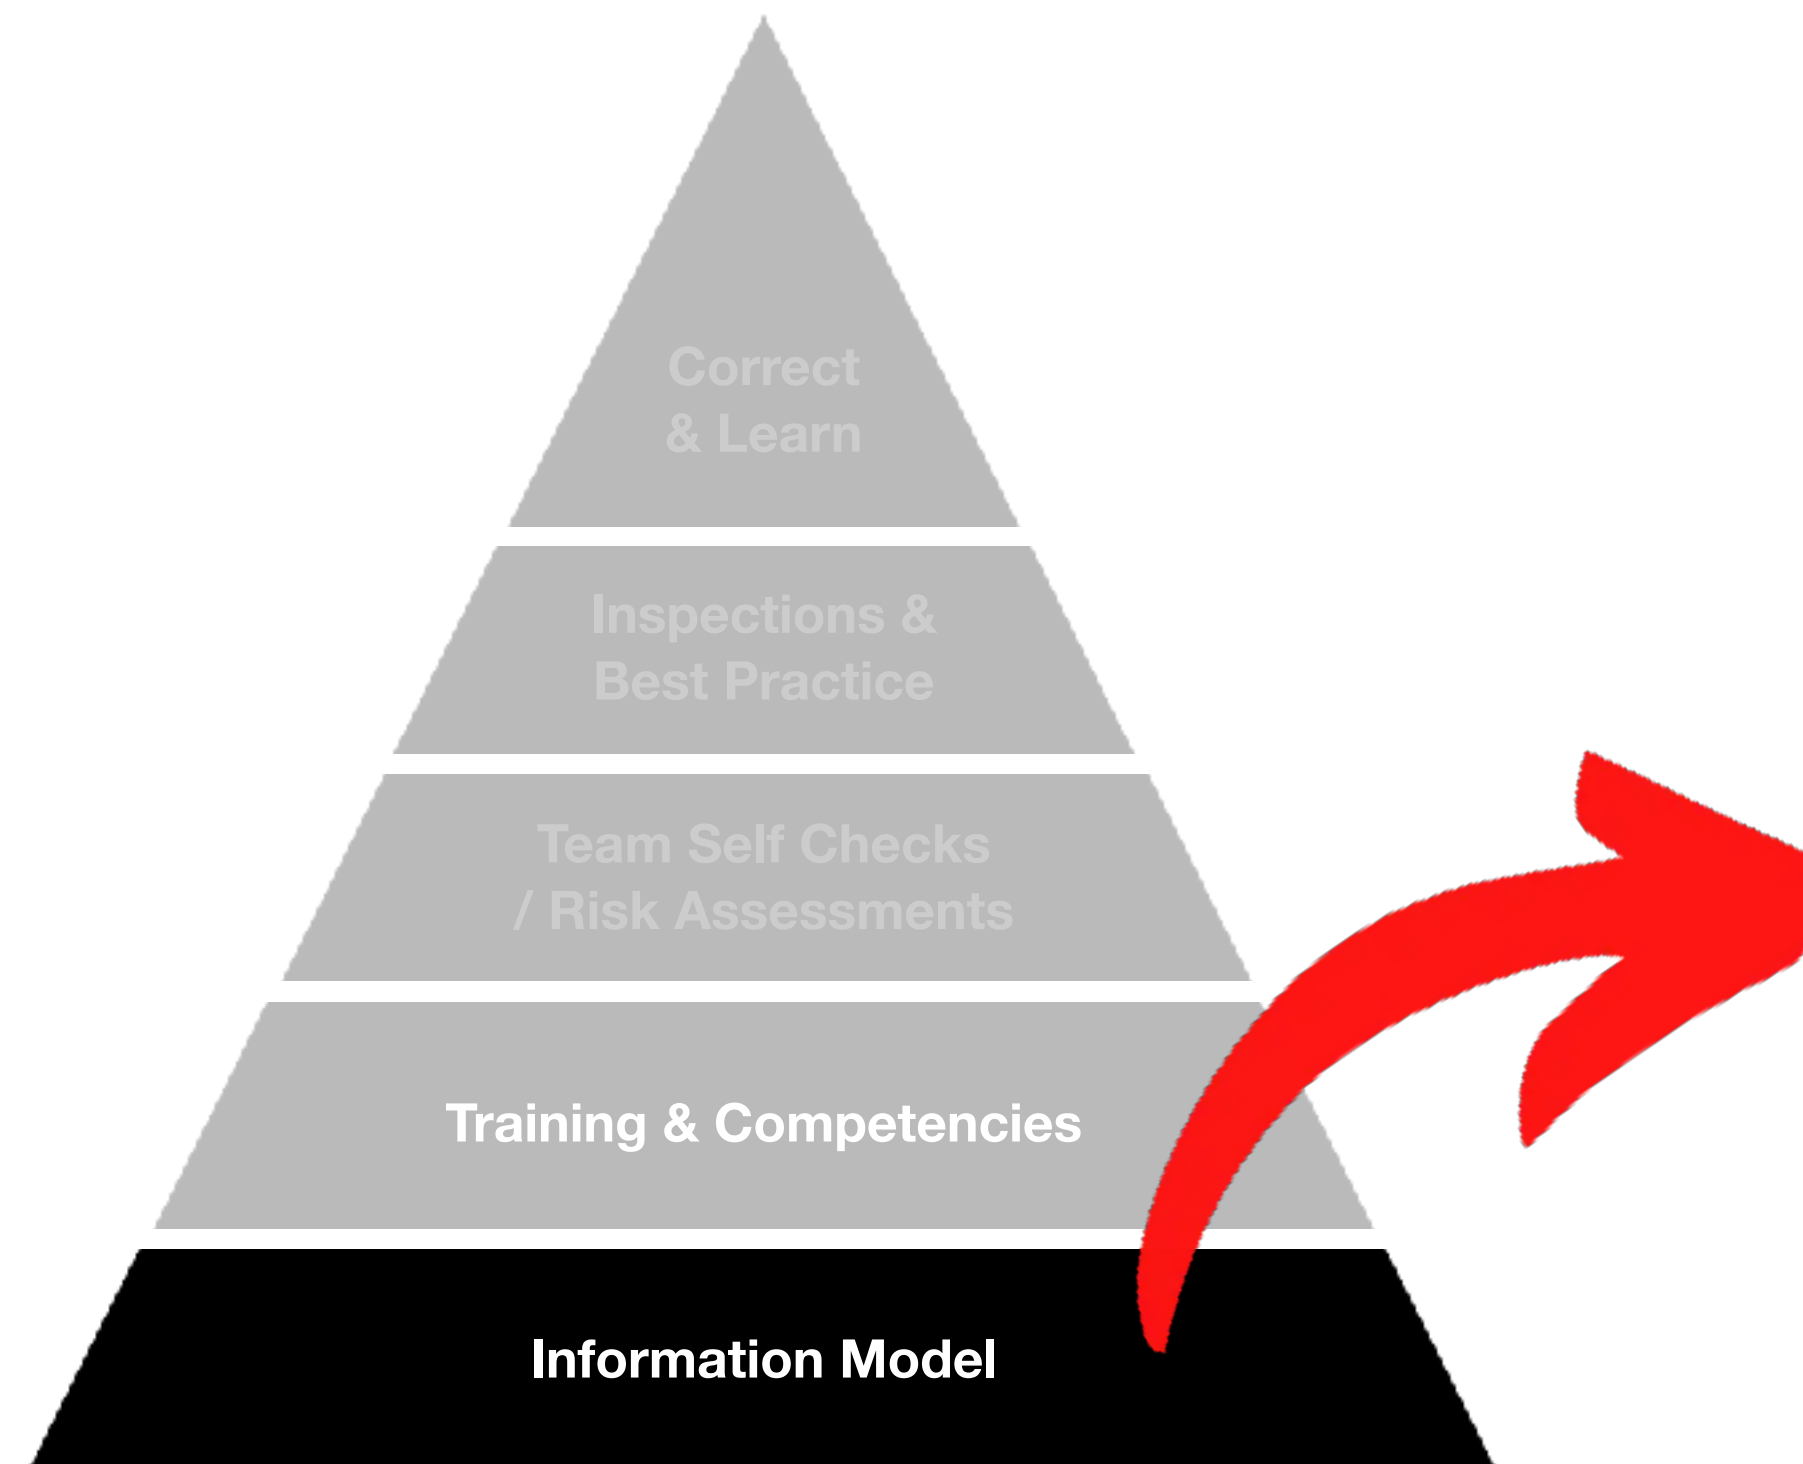 Correct
& Learn
Inspections &
Best Practice
Team Self Checks
/ Risk Assessments
Training & Competencies
Information Model